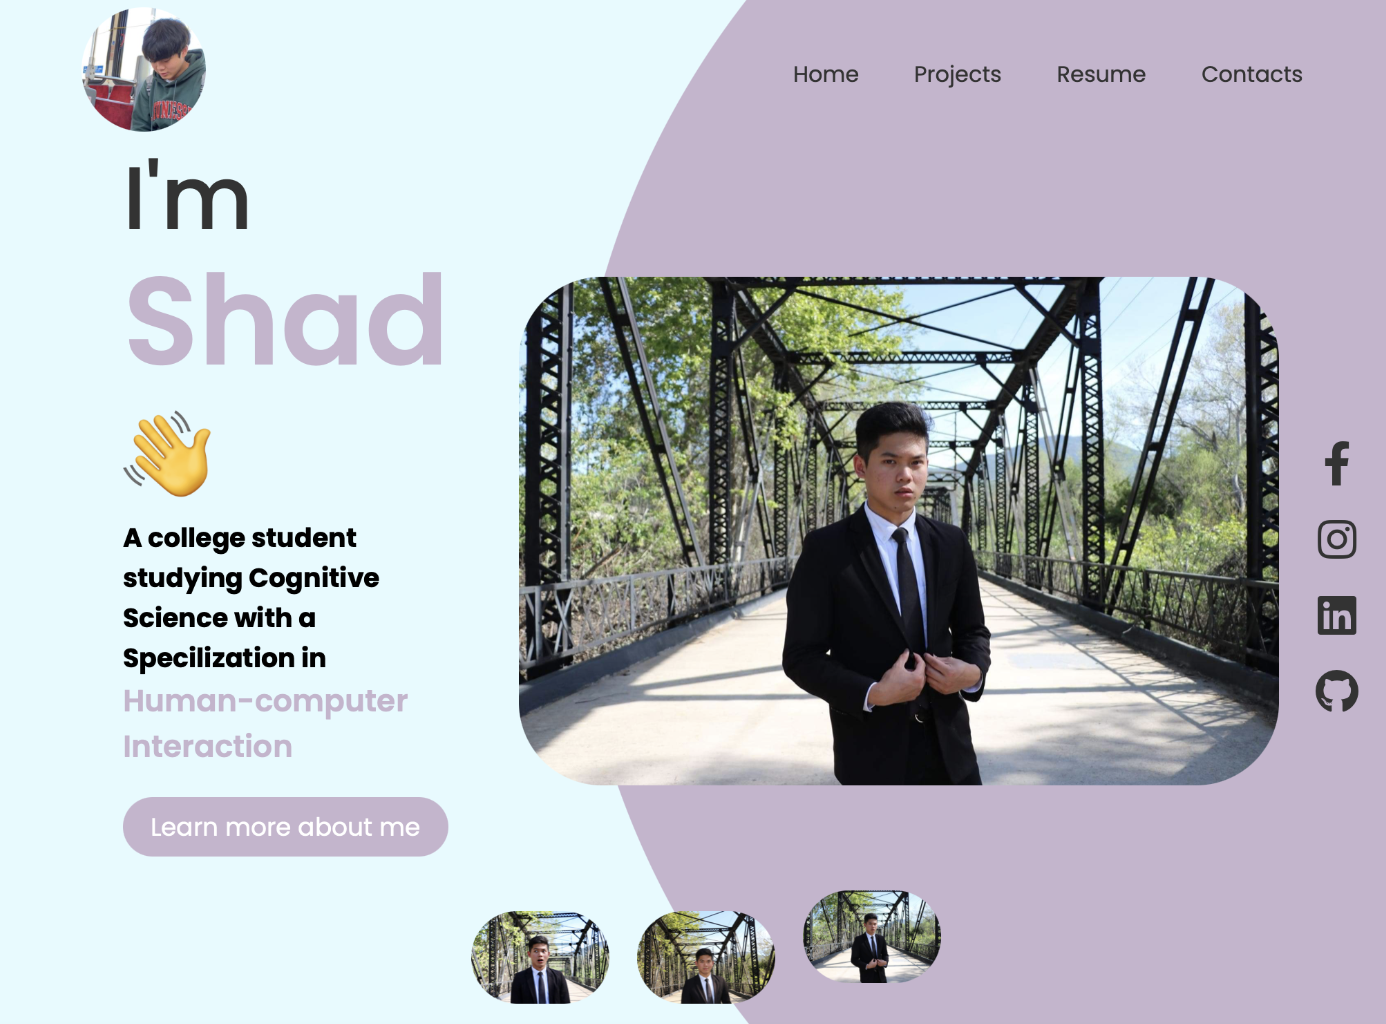 Home Projects Resume Contacts
I'm
Shad
A college student
studying Cognitive
Science with a
Specilization in
Human-computer
Interaction
Learn more about me